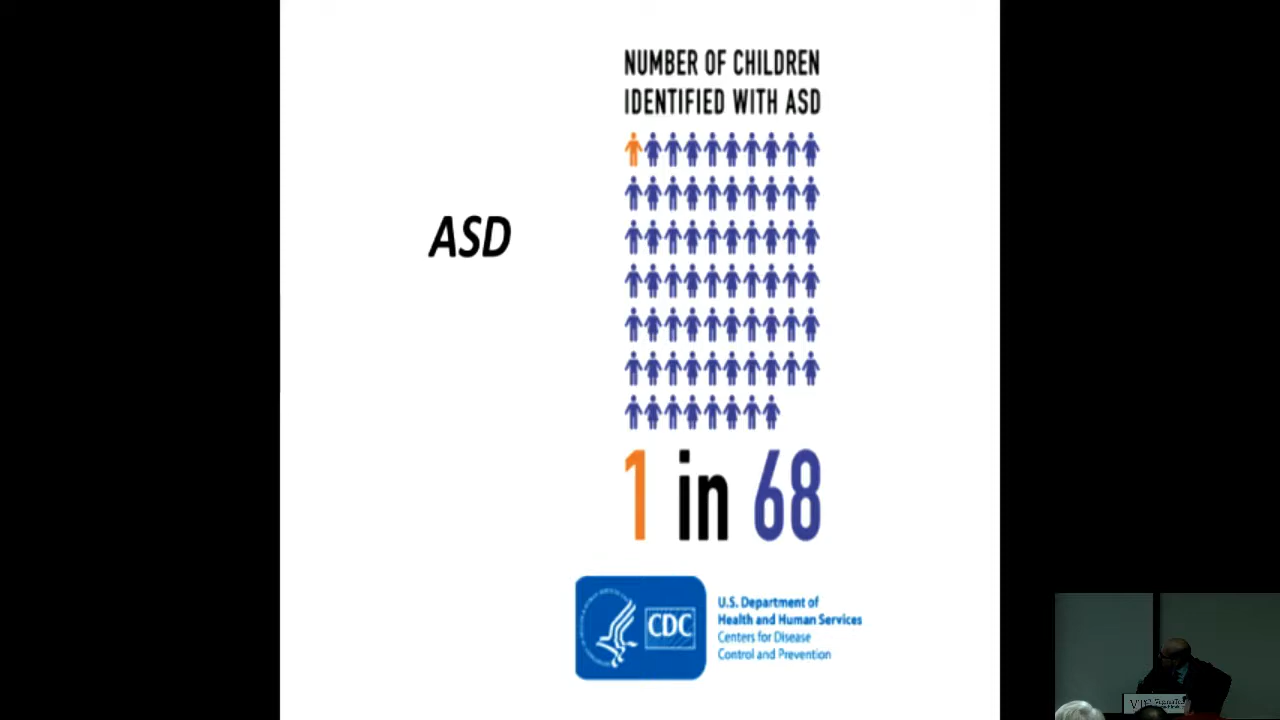 NUMBER OF CHILDREN
IDENTIFIED WITH ASD
ASD
1 in 68
CDC
U.S. Department of
Health and Human Services
Centers for Disease
Control and Prevention